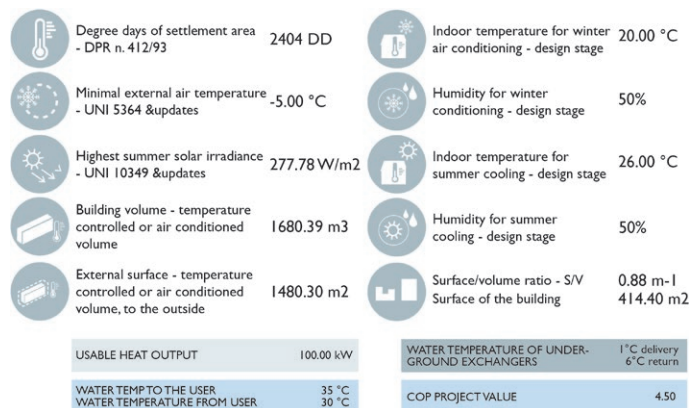 Degree days of settlement area
- DPR n. 412/93
2404 DD
Minimal external air temperature
- UNI 5364 &updates
-5.00 °C
Highest summer solar irradiance
- UNI 10349 &updates
277.78 W/m2
Building volume - temperature
controlled or air conditioned
volume
1680.39 m3
External surface - temperature
controlled or air conditioned
volume, to the outside
1480.30 m2
Indoor temperature for winter
air conditioning - design stage
20.00 °C
Humidity for winter
conditioning - design stage
50%
Indoor temperature for
summer cooling - design stage
26.00 °C
Humidity for summer
cooling - design stage
50%
Surface/volume ratio - S/V
0.88 m-1
Surface of the building
414.40 m2
USABLE HEAT OUTPUT
100.00 kW
WATER TEMP TO THE USER
35 °C
WATER TEMPERATURE FROM USER
30 °C
WATER TEMPERATURE OF UNDER-
GROUND EXCHANGERS
1°C delivery
6°C return
COP PROJECT VALUE
4.50